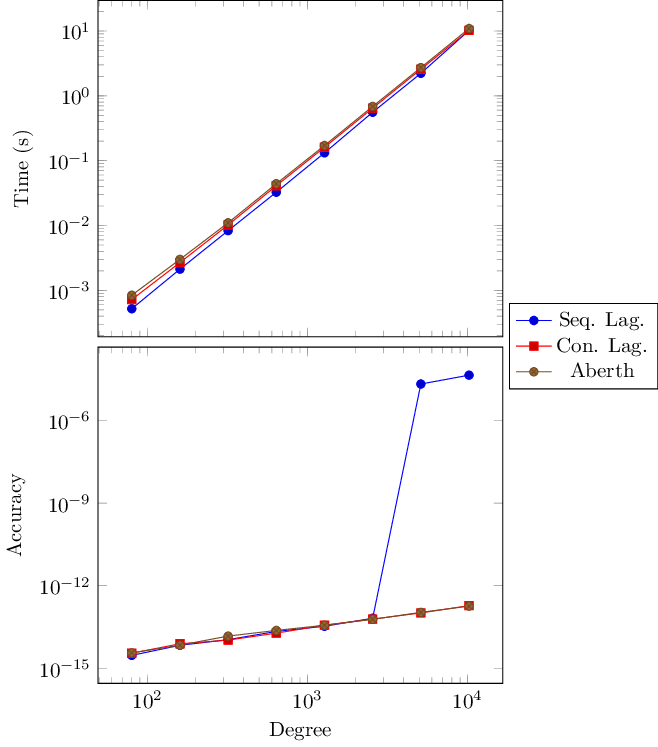 10^1
10^0
10^−1
10^−2
10^−3
Time (s)
Seq. Lag.
Con. Lag.
Aberth
10^−6
10^−9
10^−12
10^−15
Accuracy
10^2
10^3
10^4
Degree